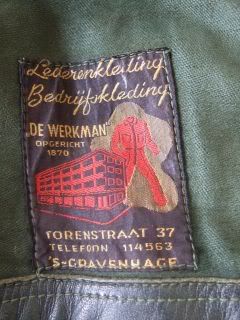 Lederenkleding
Bedrijfskleding
"DE WERKMAN"
OPGERICHT
1870
TORENSTRAAT 37
TELEFOON 114563
'S-GRAVENHAGE